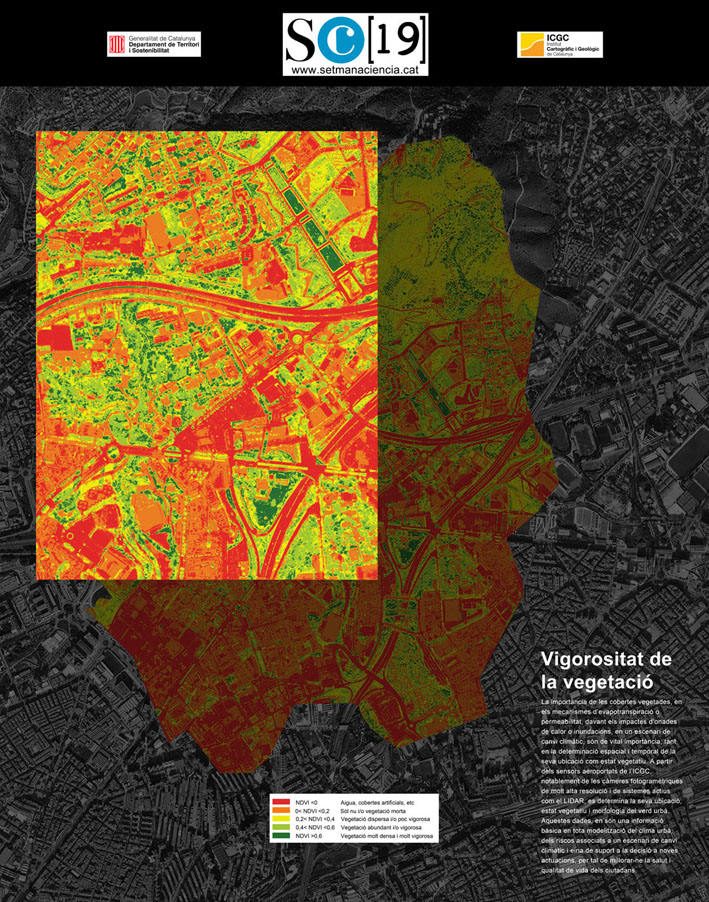 Generalitat de Catalunya
Departament de Territori
i Sostenibilitat
SC[19]
www.setmanaciencia.cat
ICGC
Institut
Cartogràfic i Geològic
de Catalunya
Vigorositat de
la vegetació
La importància de les cobertes vegetades, en
els mecanismes d'evapotranspiració o
permeabilitat, davant els impactes d'onades
de calor o inundacions, en un escenari de
canvi climàtic, són de vital importància, tant
en la determinació espacial i temporal de la
seva ubicació com estat vegetatiu. A partir
dels sensors aeroportats de l'ICGC,
notablement de les càmeres fotogramètriques
de molt alta resolució i de sistemes actius
com el LIDAR, es determina la seva ubicació,
estat vegetatiu i morfologia del verd urbà.
Aquestes dades, en són una informació
bàsica en tota modelització del clima urbà,
dels riscos associats a un escenari de canvi
climàtic i eina de suport a la decisió a noves
actuacions, per tal de millorar-ne la salut i
qualitat de vida dels ciutadans.
NDVI <0 Aigua, cobertes artificials, etc
0< NDVI <0,2 Sòl nu i/o vegetació morta
0,2< NDVI <0,4 Vegetació dispersa i/o poc vigorosa
0,4< NDVI <0,6 Vegetació abundant i/o vigorosa
NDVI >0,6 Vegetació molt densa i molt vigorosa